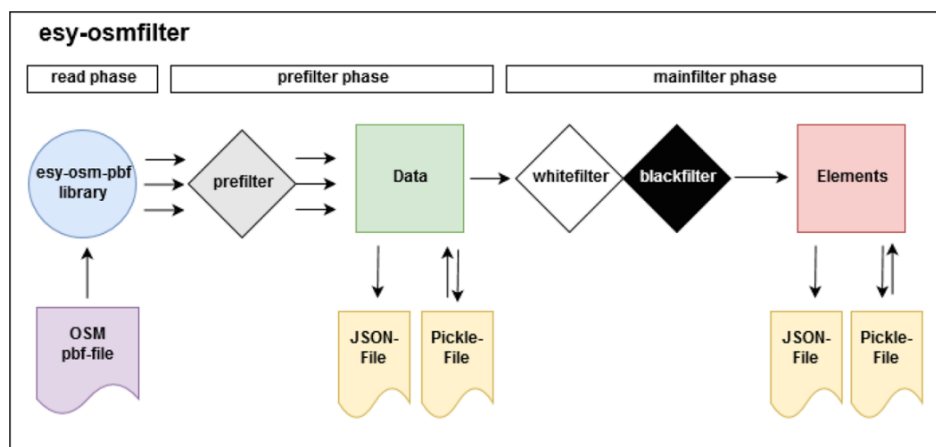 esy-osmfilter
read phase
prefilter phase
mainfilter phase
esy-osm-pbf
library
prefilter
Data
whitefilter
blackfilter
Elements
OSM
pbf-file
JSON-
File
Pickle-
File
JSON-
File
Pickle-
File